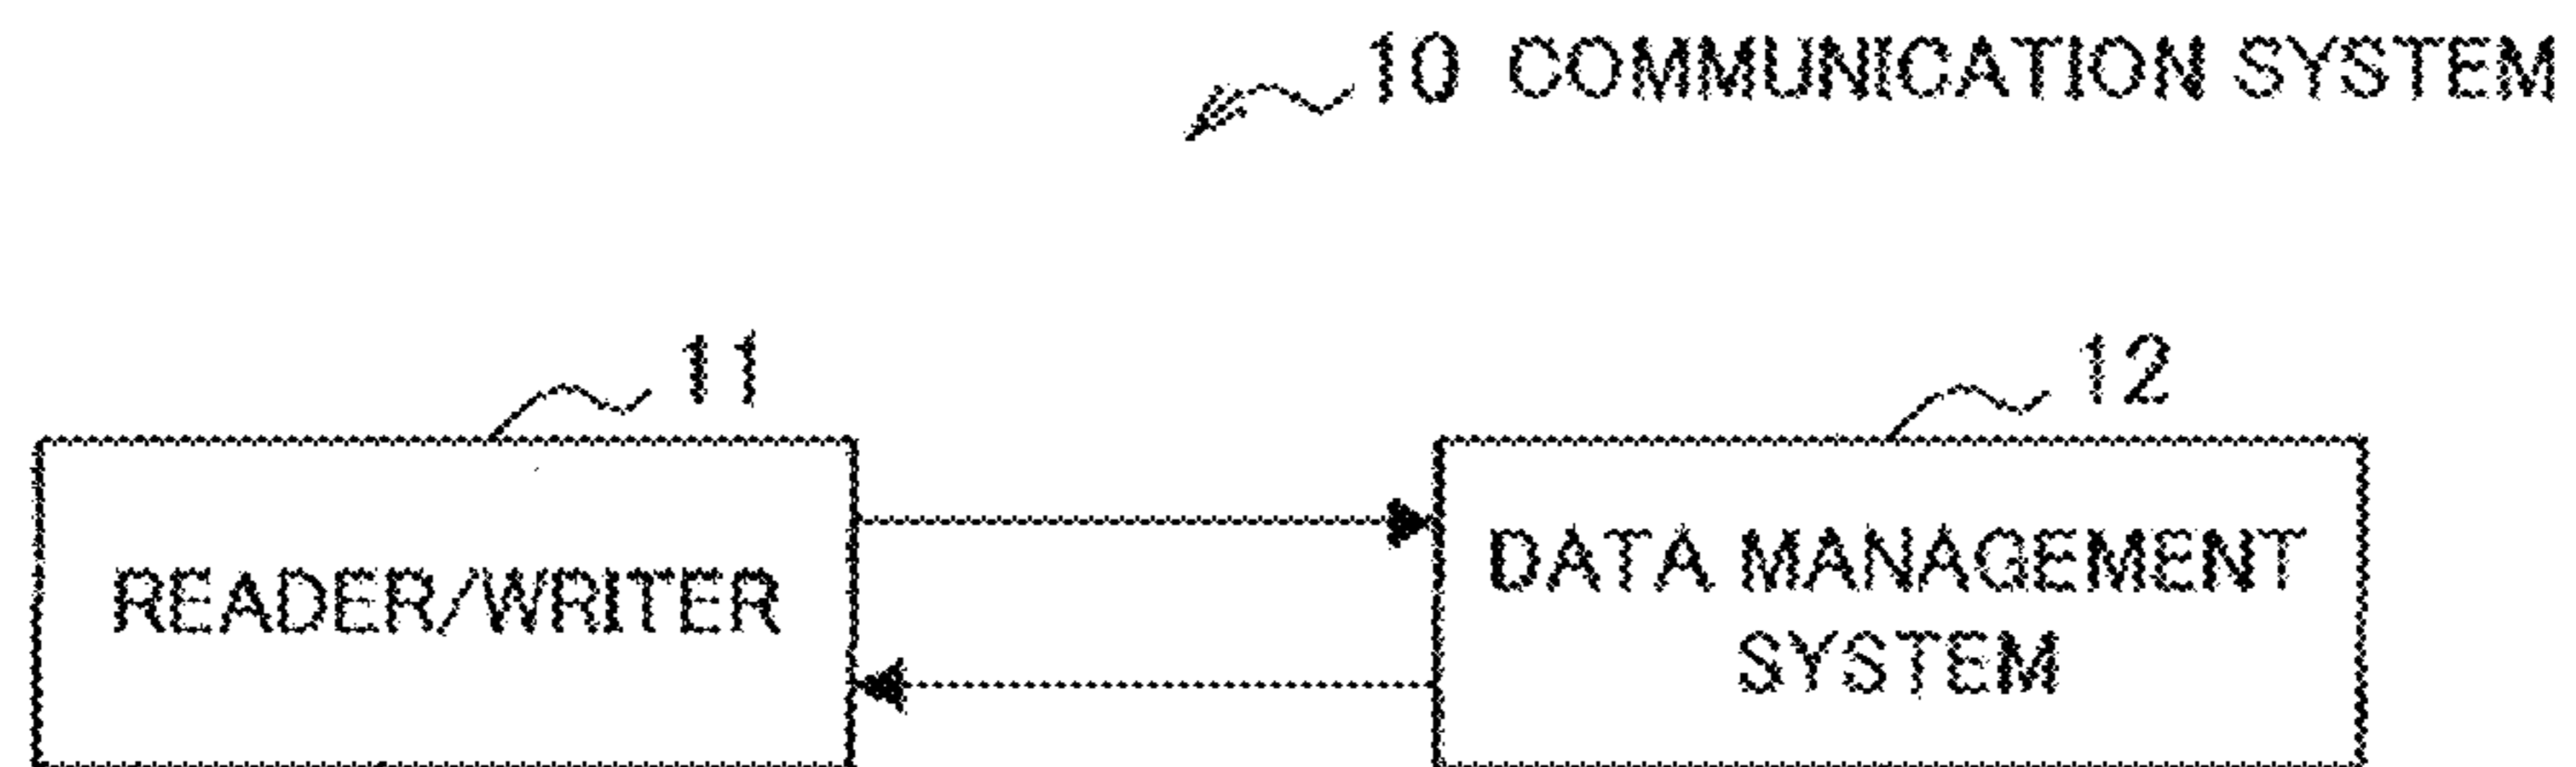 10 COMMUNICATION SYSTEM
11
12
READER/WRITER
DATA MANAGEMENT
SYSTEM